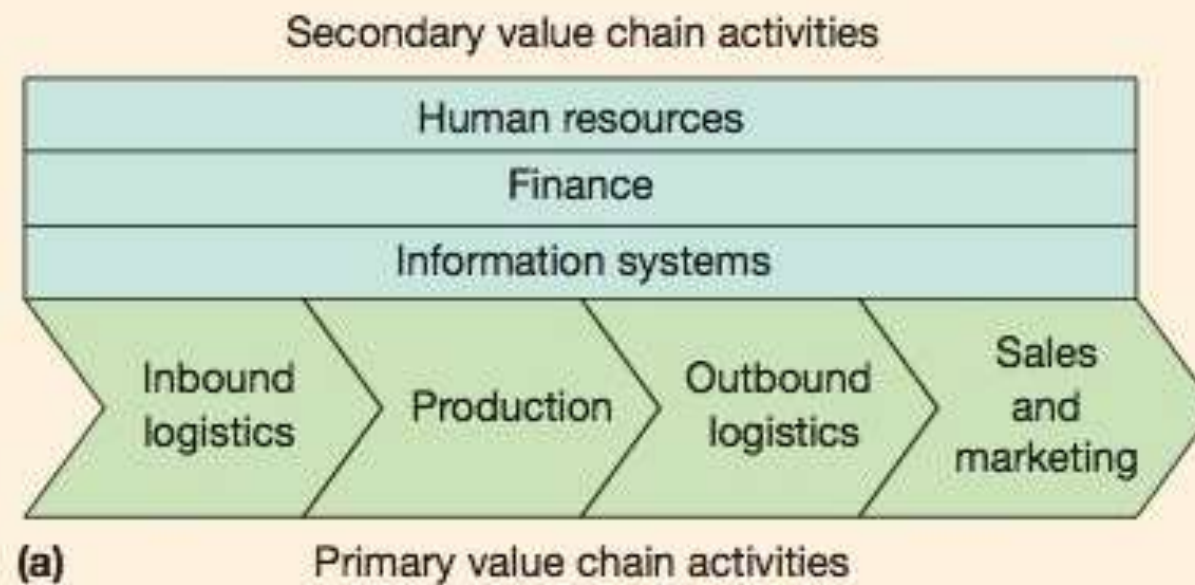 Secondary value chain activities
Human resources
Finance
Information systems
Inbound
logistics
Production
Outbound
logistics
Sales
and
marketing
(a)
Primary value chain activities